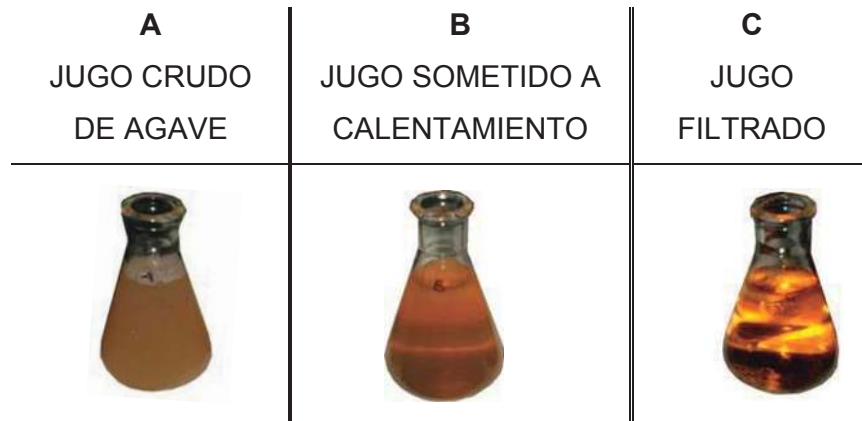 A
JUGO CRUDO
DE AGAVE
B
JUGO SOMETIDO A
CALENTAMIENTO
C
JUGO
FILTRADO